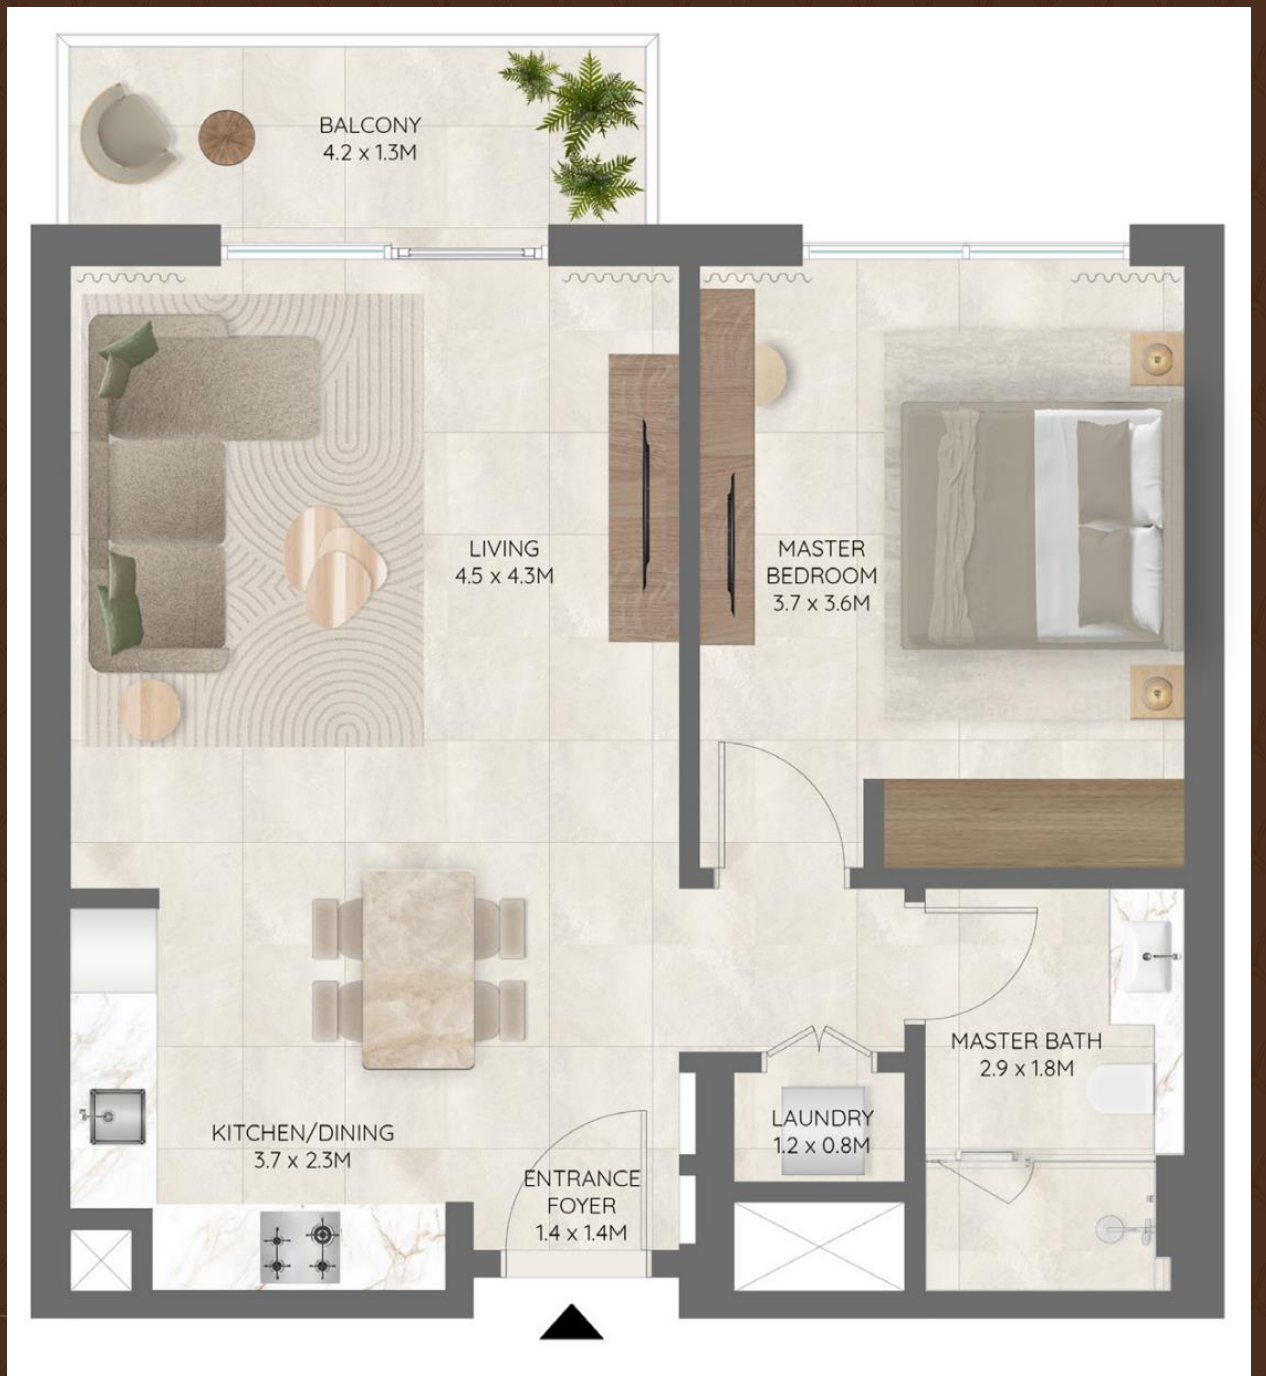 BALCONY
4.2 x 1.3M
LIVING
4.5 x 4.3M
MASTER
BEDROOM
3.7 x 3.6M
MASTER BATH
2.9 x 1.8M
LAUNDRY
1.2 x 0.8M
KITCHEN/DINING
3.7 x 2.3M
ENTRANCE
FOYER
1.4 x 1.4M